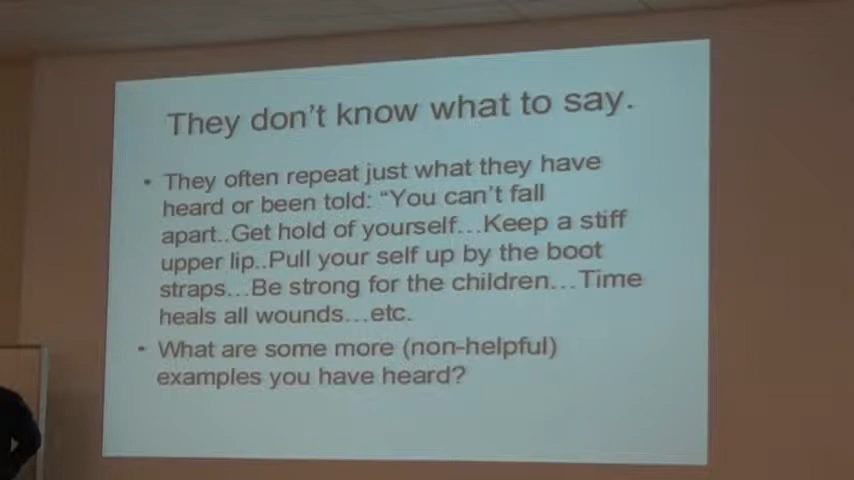 They don't know what to say.
• They often repeat just what they have
heard or been told: “You can't fall
apart..Get hold of yourself…Keep a stiff
upper lip..Pull your self up by the boot
straps…Be strong for the children…Time
heals all wounds…etc.
• What are some more (non-helpful)
examples you have heard?